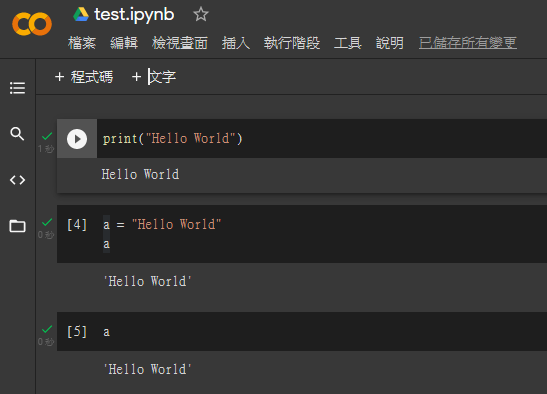 test.ipynb
檔案 編輯 檢視畫面 插入 執行階段 工具 說明 已儲存所有變更
+ 程式碼 + 文字
print("Hello World")
1 秒
Hello World
[4] a = "Hello World"
0 秒 a
'Hello World'
[5] a
0 秒
'Hello World'